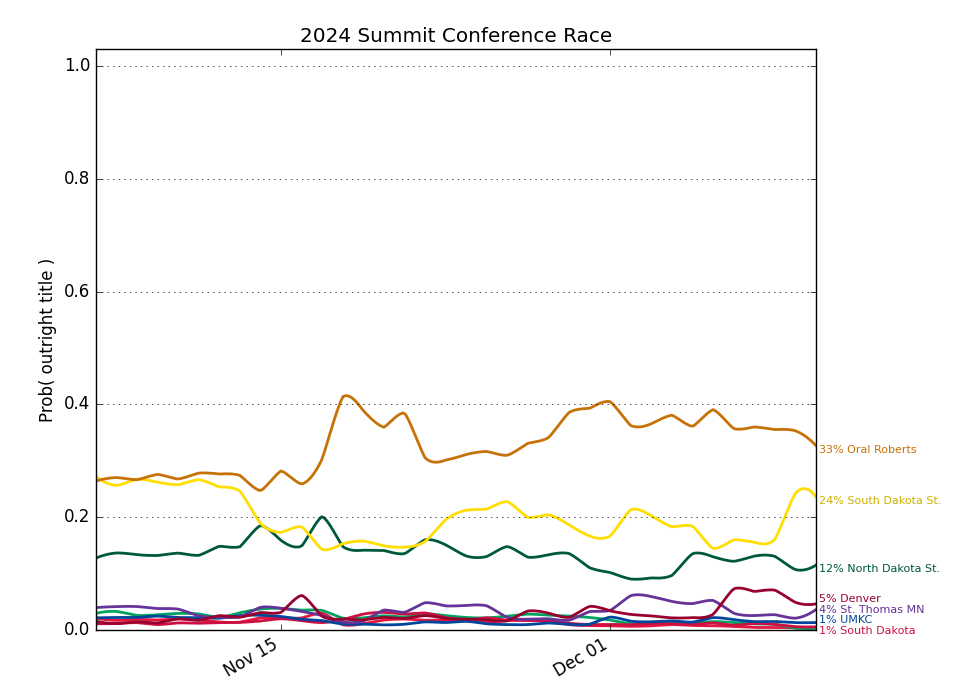 2024 Summit Conference Race
Prob( outright title )
1.0
0.8
0.6
0.4
0.2
0.0
Nov 15
Dec 01
33% Oral Roberts
24% South Dakota St.
12% North Dakota St.
5% Denver
4% St. Thomas MN
1% UMKC
1% South Dakota